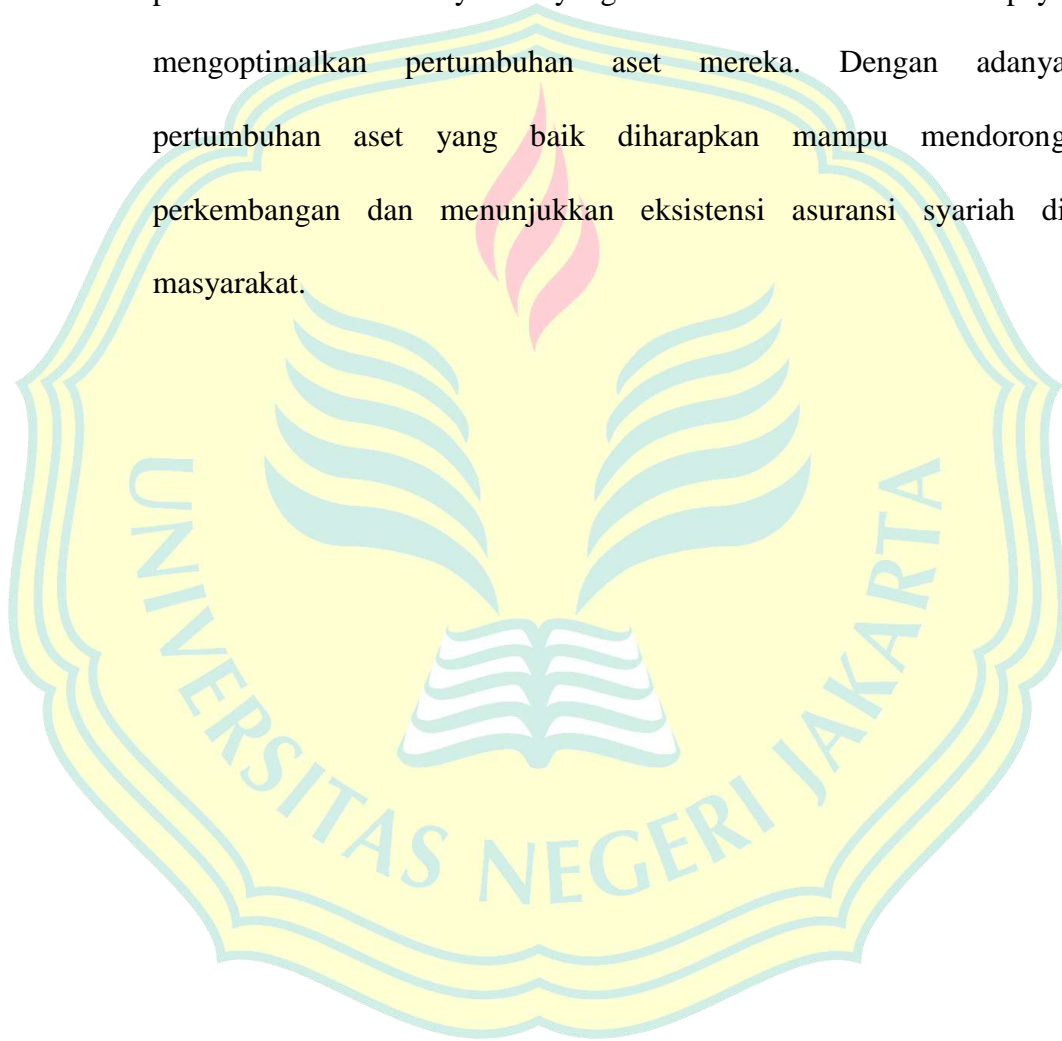 mengoptimalkan pertumbuhan aset mereka. Dengan adanya
pertumbuhan aset yang baik diharapkan mampu mendorong
perkembangan dan menunjukkan eksistensi asuransi syariah di
masyarakat.
UNIVERSITAS NEGERI JAKARTA